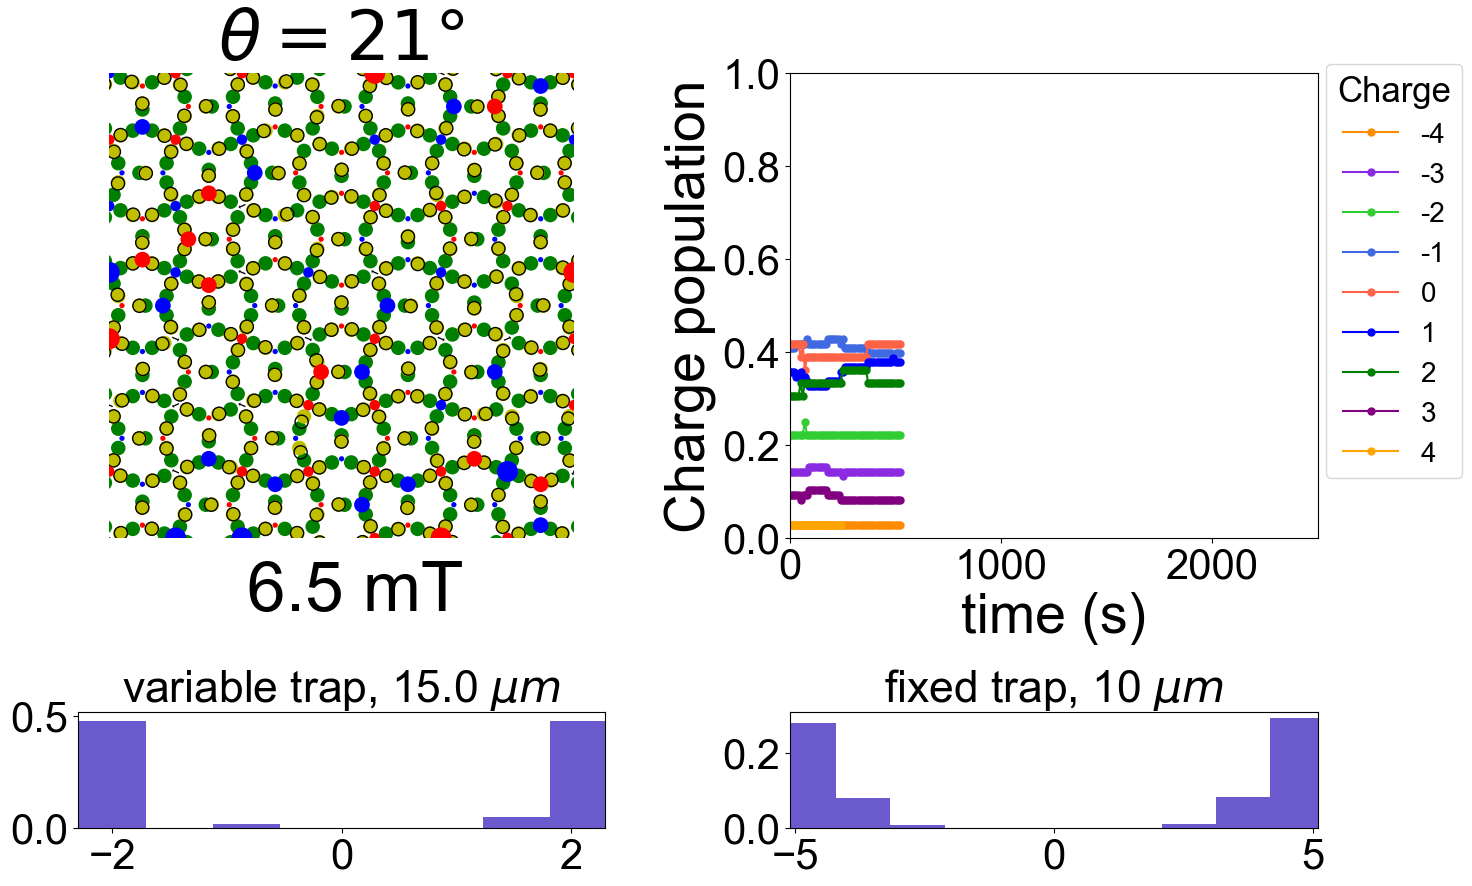 θ = 21°
6.5 mT
Charge population
1.0
0.8
0.6
0.4
0.2
0.0
0 1000 2000
time (s)
Charge
-4
-3
-2
-1
0
1
2
3
4
variable trap, 15.0 μm
0.5
0.0
−2 0 2
fixed trap, 10 μm
0.2
0.0
−5 0 5